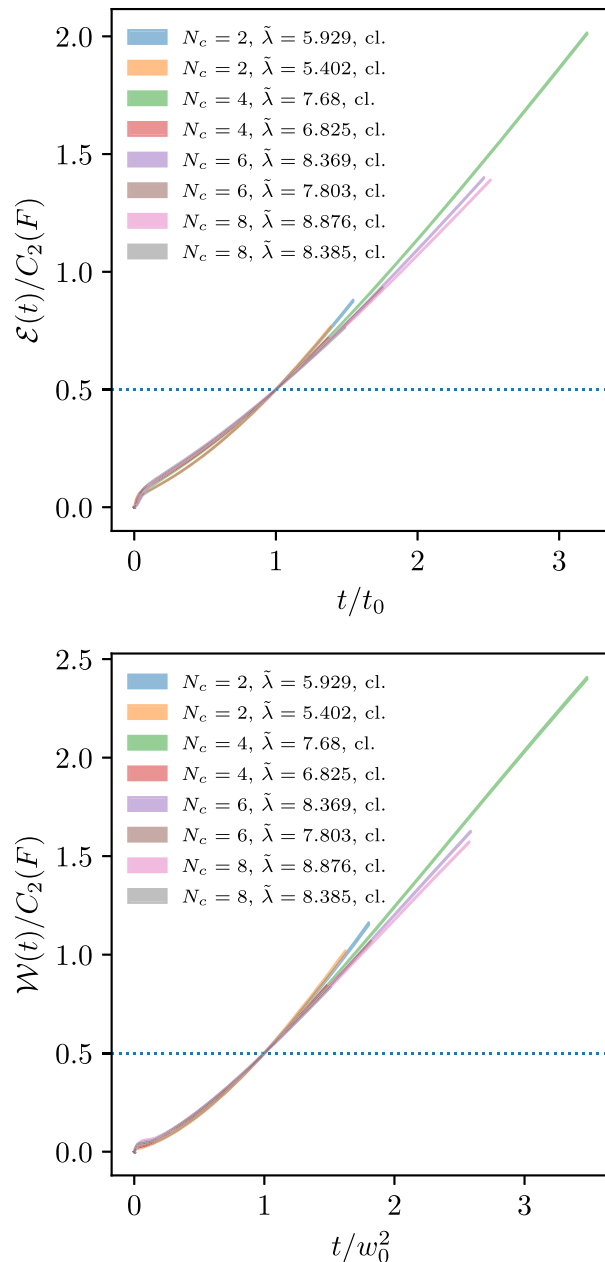 2.0
1.5
1.0
0.5
0.0
ℰ(t)/C₂(F)
N_c = 2, λ̃ = 5.929, cl.
N_c = 2, λ̃ = 5.402, cl.
N_c = 4, λ̃ = 7.68, cl.
N_c = 4, λ̃ = 6.825, cl.
N_c = 6, λ̃ = 8.369, cl.
N_c = 6, λ̃ = 7.803, cl.
N_c = 8, λ̃ = 8.876, cl.
N_c = 8, λ̃ = 8.385, cl.
0 1 2 3
t/t₀
2.5
2.0
1.5
1.0
0.5
0.0
𝒲(t)/C₂(F)
N_c = 2, λ̃ = 5.929, cl.
N_c = 2, λ̃ = 5.402, cl.
N_c = 4, λ̃ = 7.68, cl.
N_c = 4, λ̃ = 6.825, cl.
N_c = 6, λ̃ = 8.369, cl.
N_c = 6, λ̃ = 7.803, cl.
N_c = 8, λ̃ = 8.876, cl.
N_c = 8, λ̃ = 8.385, cl.
0 1 2 3
t/w₀²